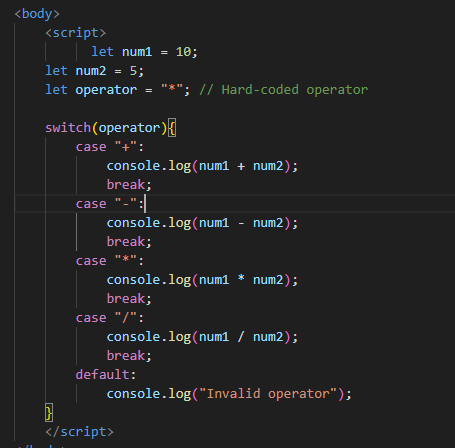 <body>
    <script>
          let num1 = 10;
    let num2 = 5;
    let operator = "*"; // Hard-coded operator

    switch(operator){
        case "+":
            console.log(num1 + num2);
            break;
        case "-":
            console.log(num1 - num2);
            break;
        case "*":
            console.log(num1 * num2);
            break;
        case "/":
            console.log(num1 / num2);
            break;
        default:
            console.log("Invalid operator");
    }
    </script>